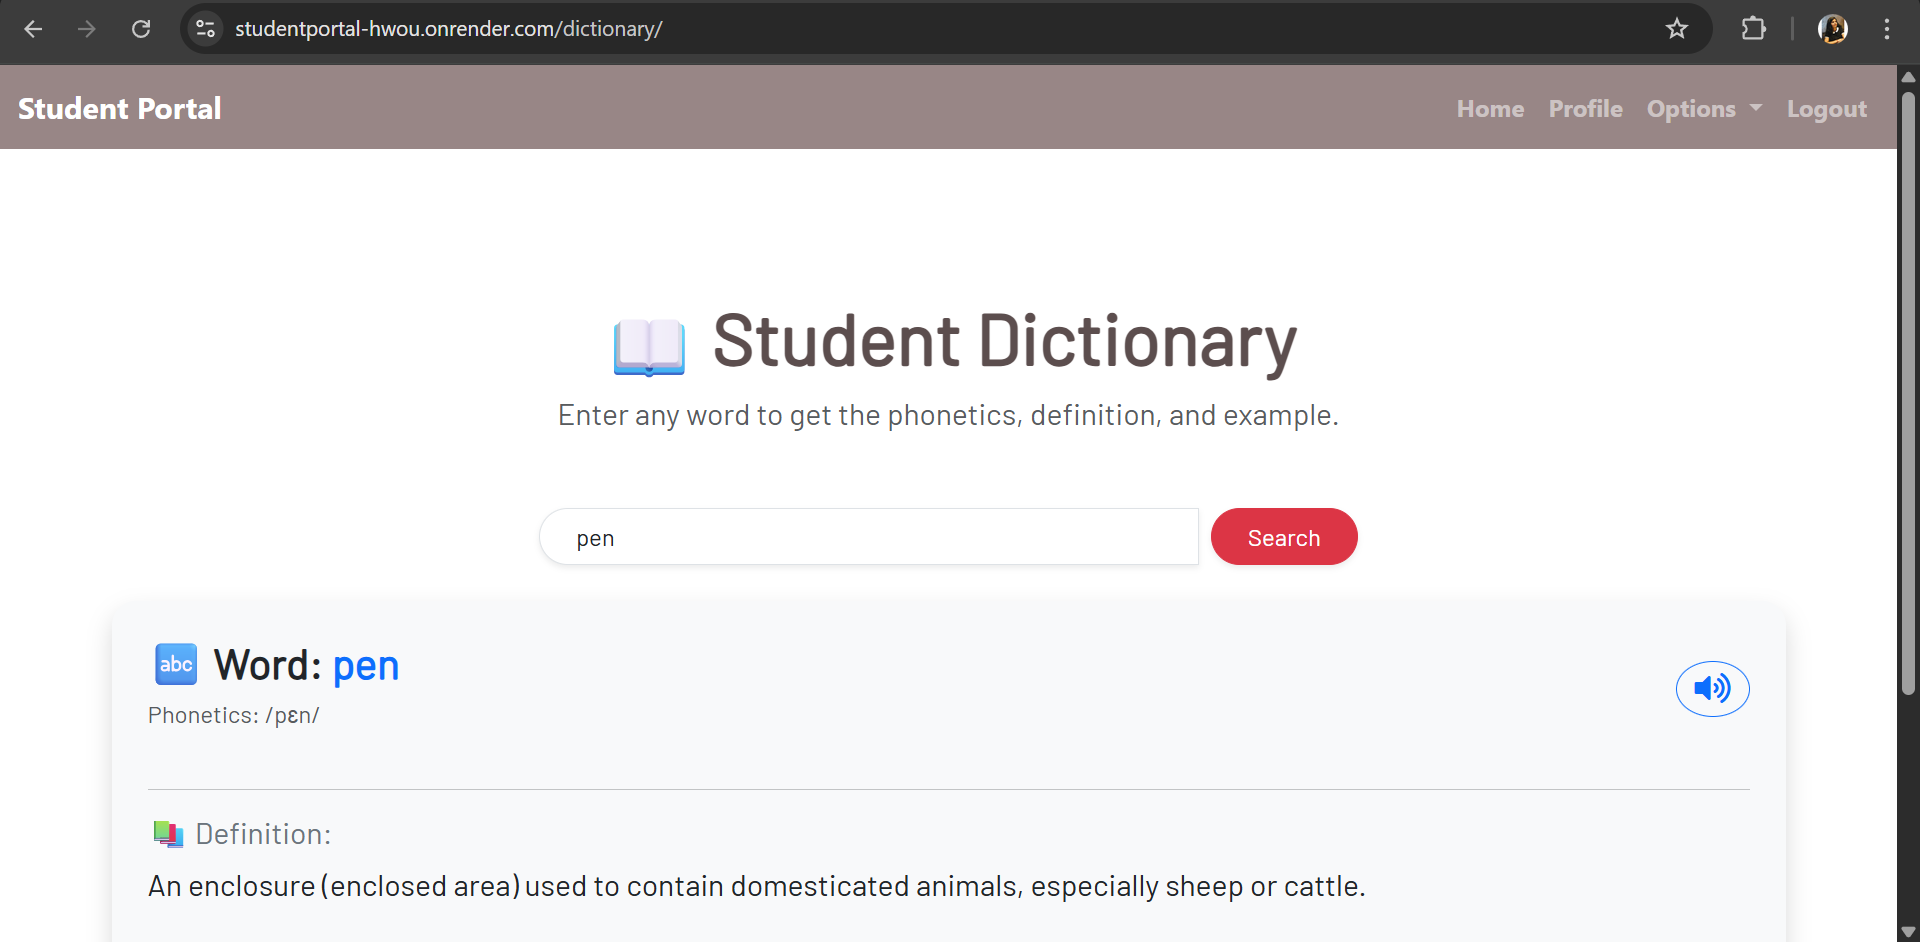 studentportal-hwou.onrender.com/dictionary/
Student Portal
Home Profile Options Logout
Student Dictionary
Enter any word to get the phonetics, definition, and example.
pen
Search
abc Word: pen
Phonetics: /pɛn/
Definition:
An enclosure (enclosed area) used to contain domesticated animals, especially sheep or cattle.